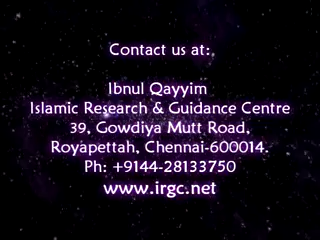 Contact us at:
Ibnul Qayyim
Islamic Research & Guidance Centre
39, Gowdiya Mutt Road,
Royapettah, Chennai-600014.
Ph: +9144-28133750
www.irgc.net